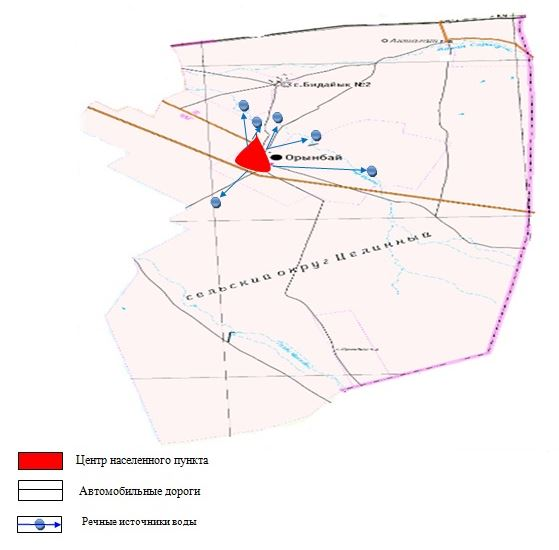 с.Бидайык №2
Орынбай
сельский округ Целинный
Центр населенного пункта
Автомобильные дороги
Речные источники воды